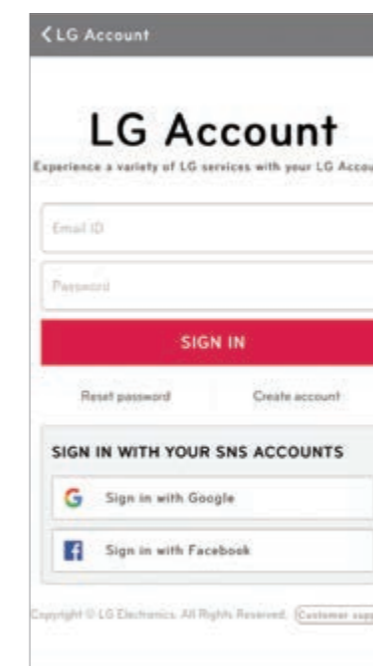 LG Account
LG Account
Experience a variety of LG services with your LG Accou
Email ID
Password
SIGN IN
Reset password Create account
SIGN IN WITH YOUR SNS ACCOUNTS
Sign in with Google
Sign in with Facebook
Copyright © LG Electronics. All Rights Reserved. Customer supp